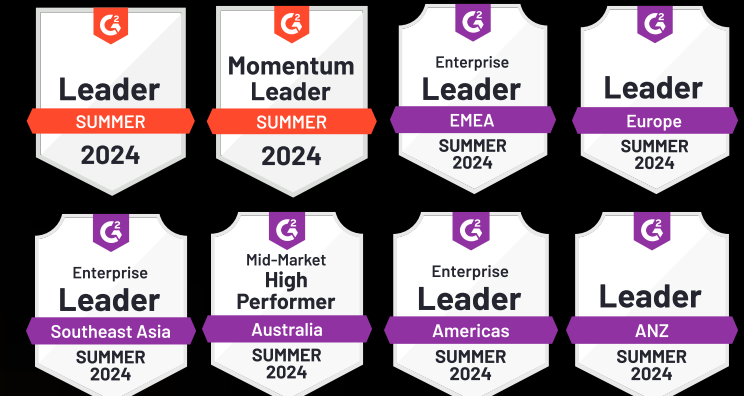 G2
Leader
SUMMER
2024
G2
Momentum
Leader
SUMMER
2024
G2
Enterprise
Leader
EMEA
SUMMER
2024
G2
Leader
Europe
SUMMER
2024
G2
Enterprise
Leader
Southeast Asia
SUMMER
2024
G2
Mid-Market
High
Performer
Australia
SUMMER
2024
G2
Enterprise
Leader
Americas
SUMMER
2024
G2
Leader
ANZ
SUMMER
2024